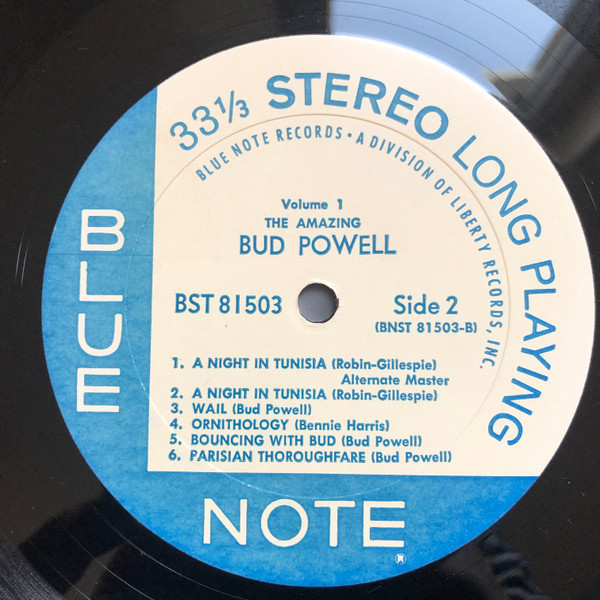 33⅓ STEREO LONG PLAYING
BLUE NOTE RECORDS • A DIVISION OF LIBERTY RECORDS, INC.
Volume 1
THE AMAZING
BUD POWELL
BST 81503
Side 2
(BNST 81503-B)
1. A NIGHT IN TUNISIA (Robin-Gillespie)
Alternate Master
2. A NIGHT IN TUNISIA (Robin-Gillespie)
3. WAIL (Bud Powell)
4. ORNITHOLOGY (Bennie Harris)
5. BOUNCING WITH BUD (Bud Powell)
6. PARISIAN THOROUGHFARE (Bud Powell)
BLUE
NOTE
®